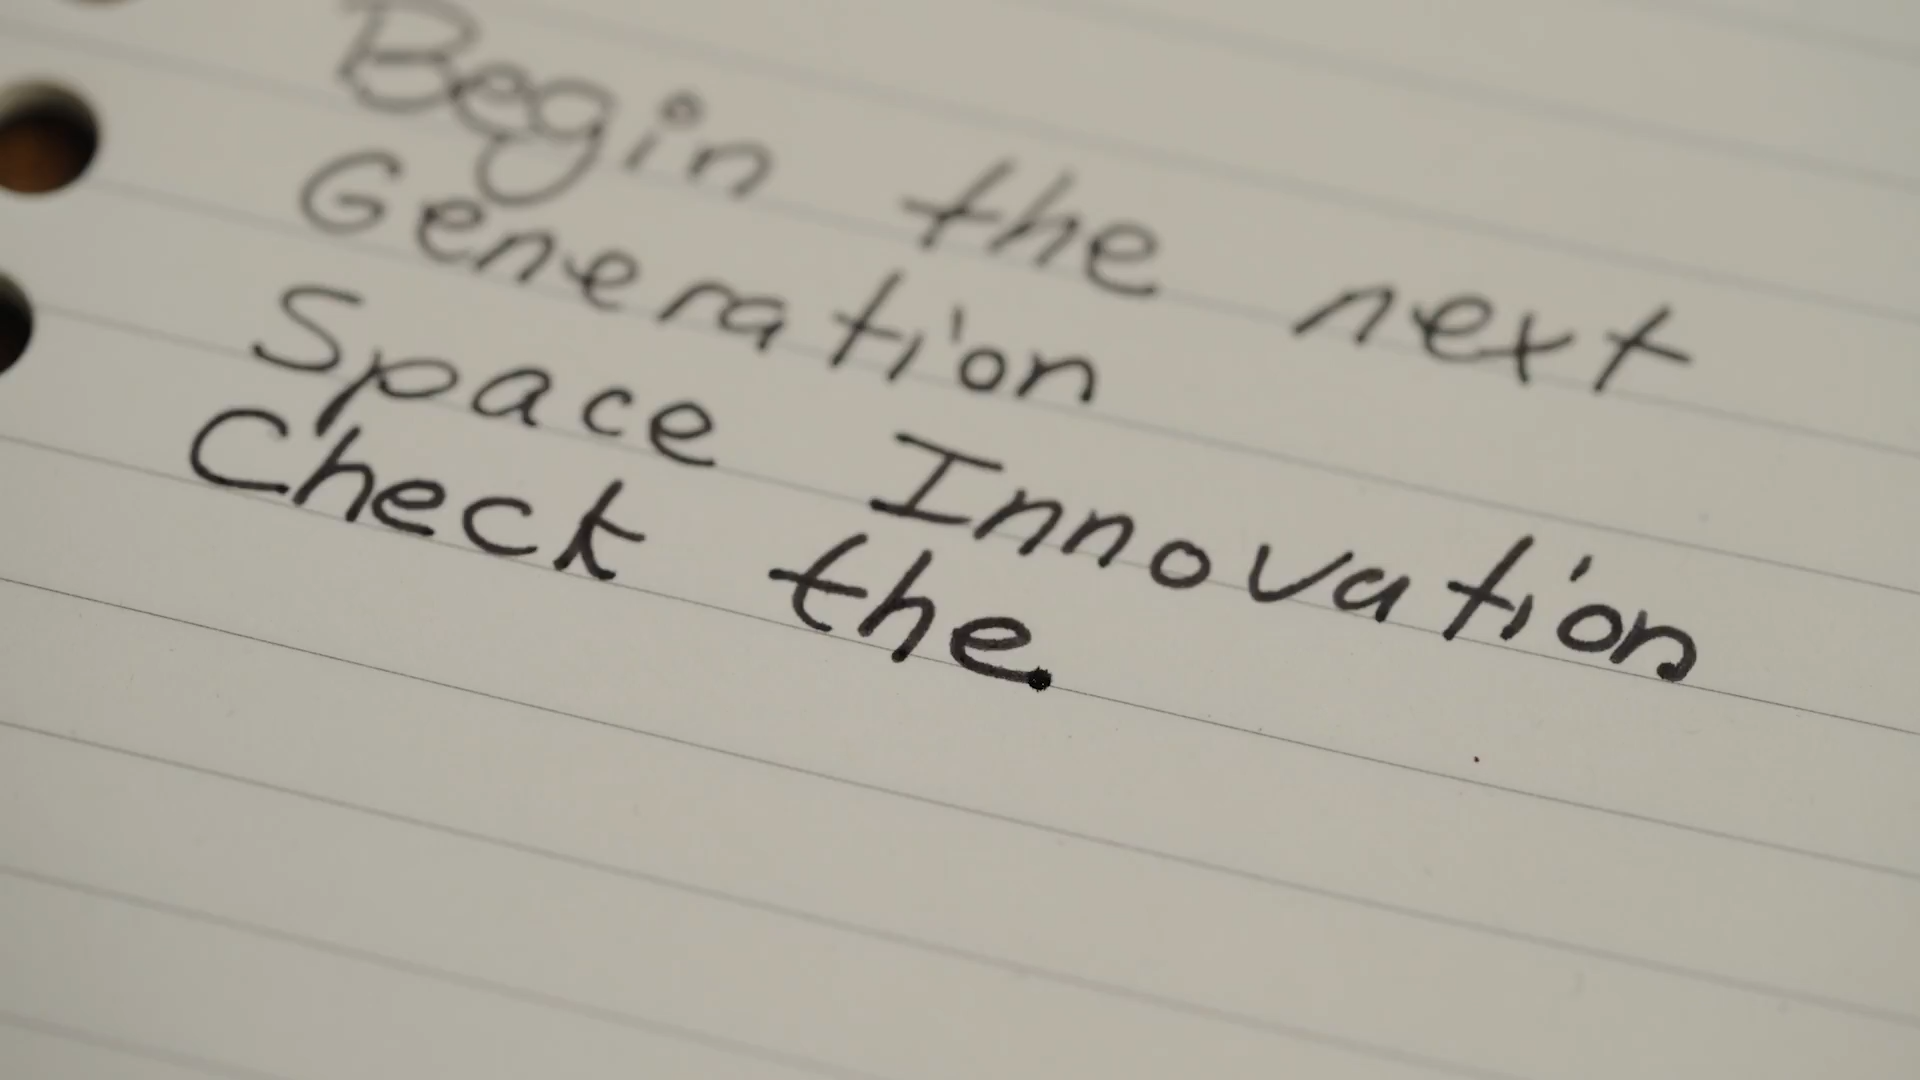 Begin the next
Generation
Space Innovation
Check the.